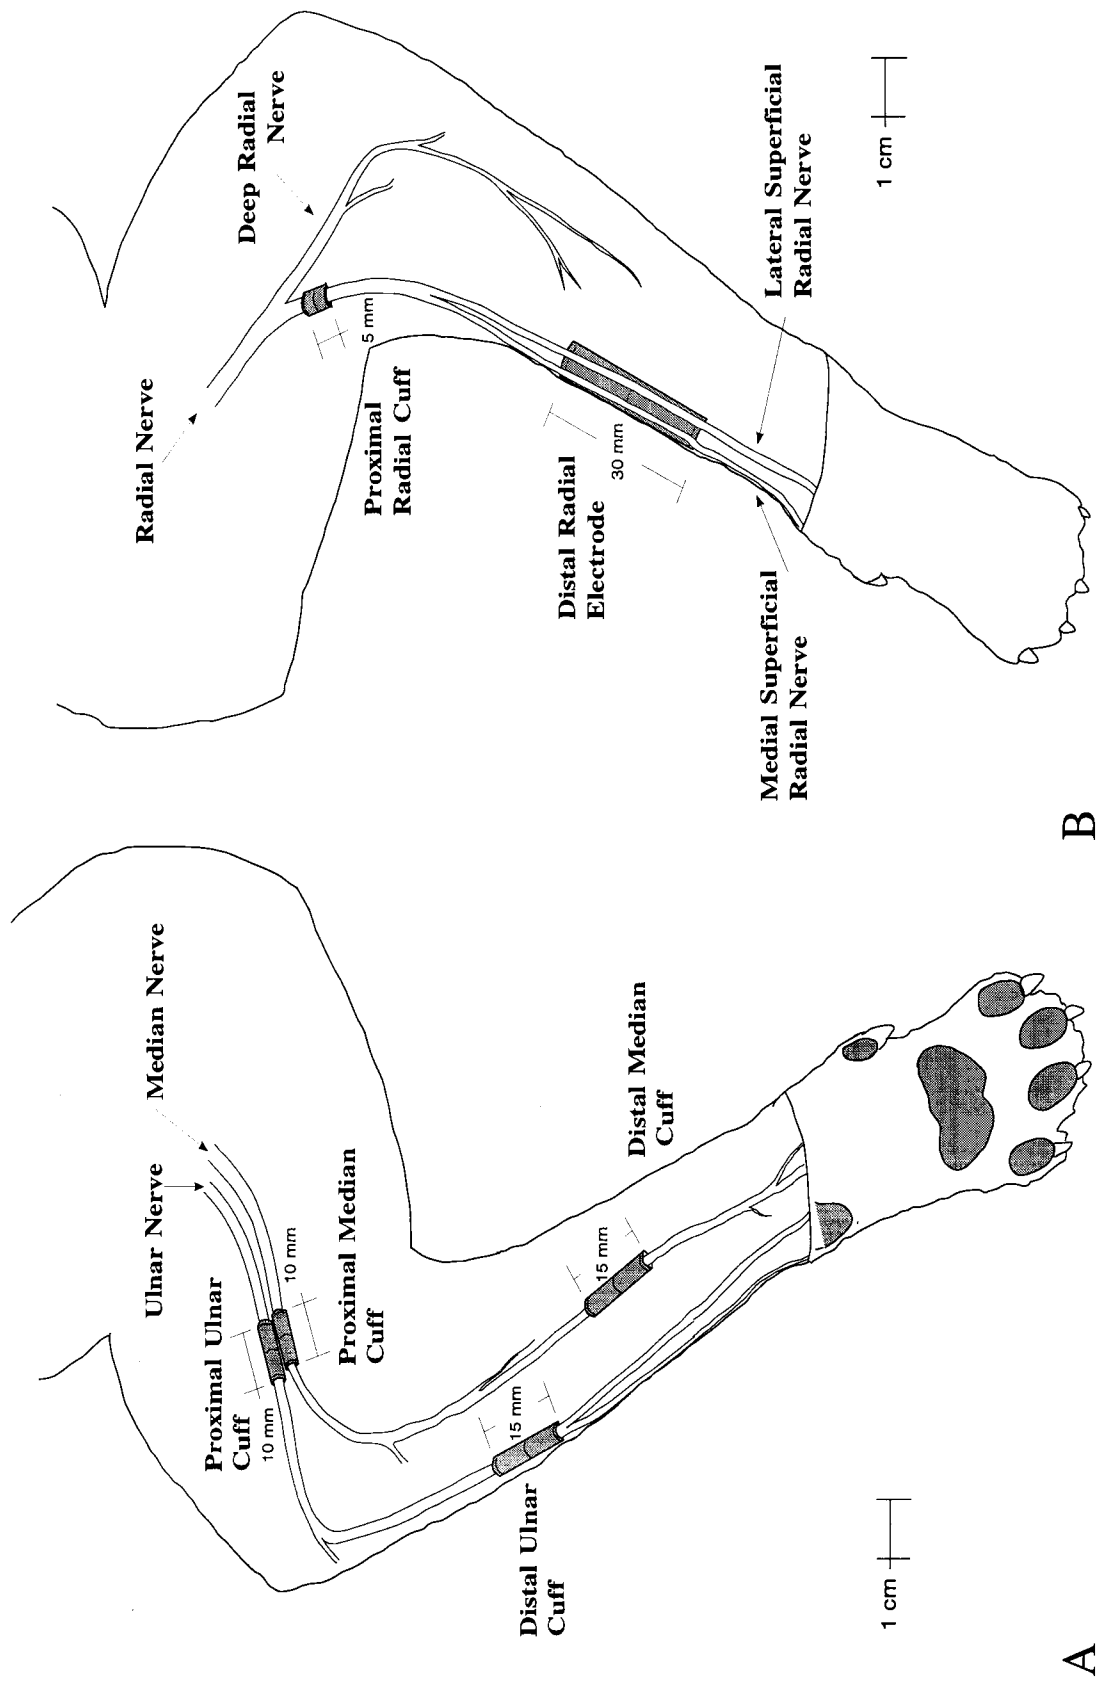 Ulnar Nerve
Median Nerve
Proximal Ulnar
Cuff
10 mm
10 mm
Proximal Median
Cuff
15 mm
15 mm
Distal Ulnar
Cuff
Distal Median
Cuff
1 cm
A
Radial Nerve
Deep Radial
Nerve
5 mm
Proximal
Radial Cuff
Distal Radial
Electrode
30 mm
Medial Superficial
Radial Nerve
Lateral Superficial
Radial Nerve
1 cm
B